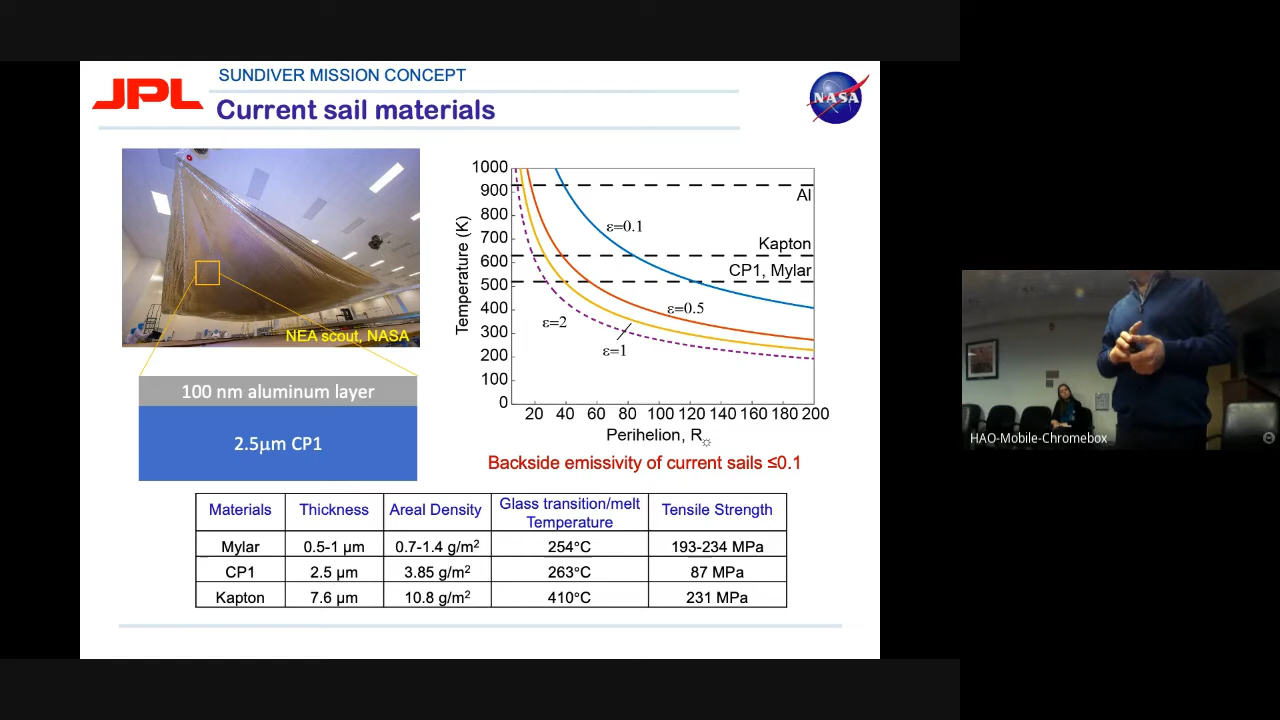 SUNDIVER MISSION CONCEPT
JPL
Current sail materials
NASA
NEA scout, NASA
100 nm aluminum layer
2.5μm CP1
1000
900
800
700
600
500
400
300
200
100
0
Temperature (K)
Al
Kapton
CP1, Mylar
ε=0.1
ε=0.5
ε=2
ε=1
20 40 60 80 100 120 140 160 180 200
Perihelion, R☼
Backside emissivity of current sails ≤0.1
Materials Thickness Areal Density Glass transition/melt Temperature Tensile Strength
Mylar 0.5-1 μm 0.7-1.4 g/m² 254°C 193-234 MPa
CP1 2.5 μm 3.85 g/m² 263°C 87 MPa
Kapton 7.6 μm 10.8 g/m² 410°C 231 MPa
HAO-Mobile-Chromebox